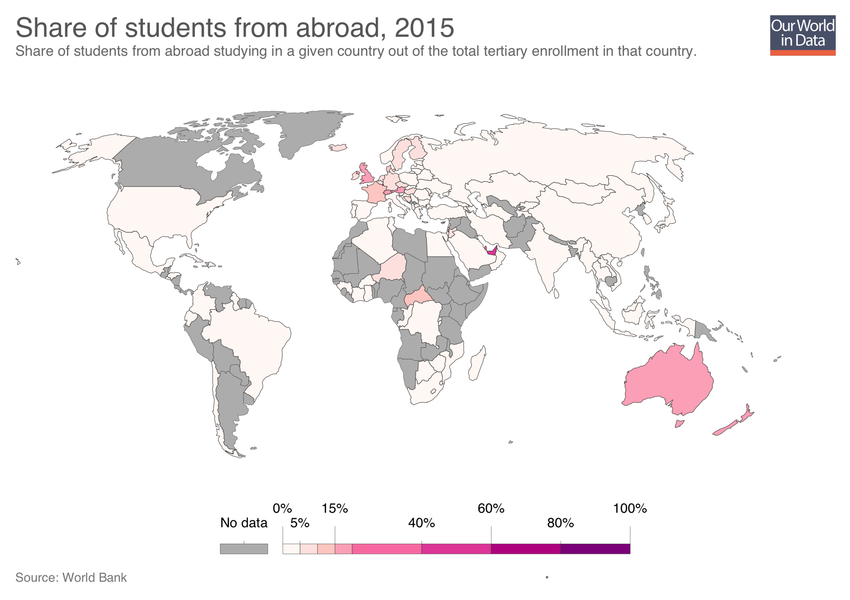 Share of students from abroad, 2015
Share of students from abroad studying in a given country out of the total tertiary enrollment in that country.
Our World
in Data
0% 15% 60% 100%
No data 5% 40% 80%
Source: World Bank